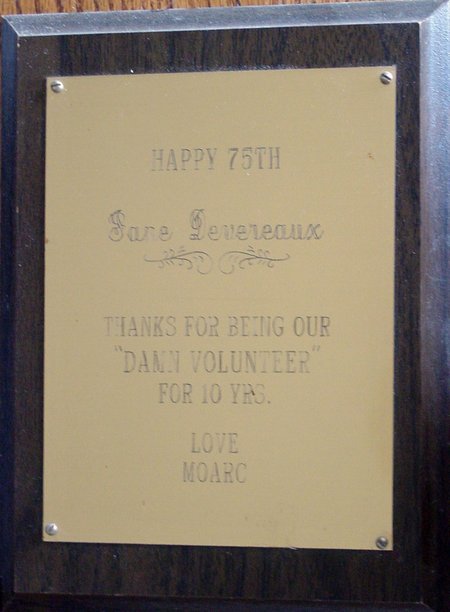 HAPPY 75TH
Jane Devereaux
THANKS FOR BEING OUR
"DAMN VOLUNTEER"
FOR 10 YRS.
LOVE
MOARC